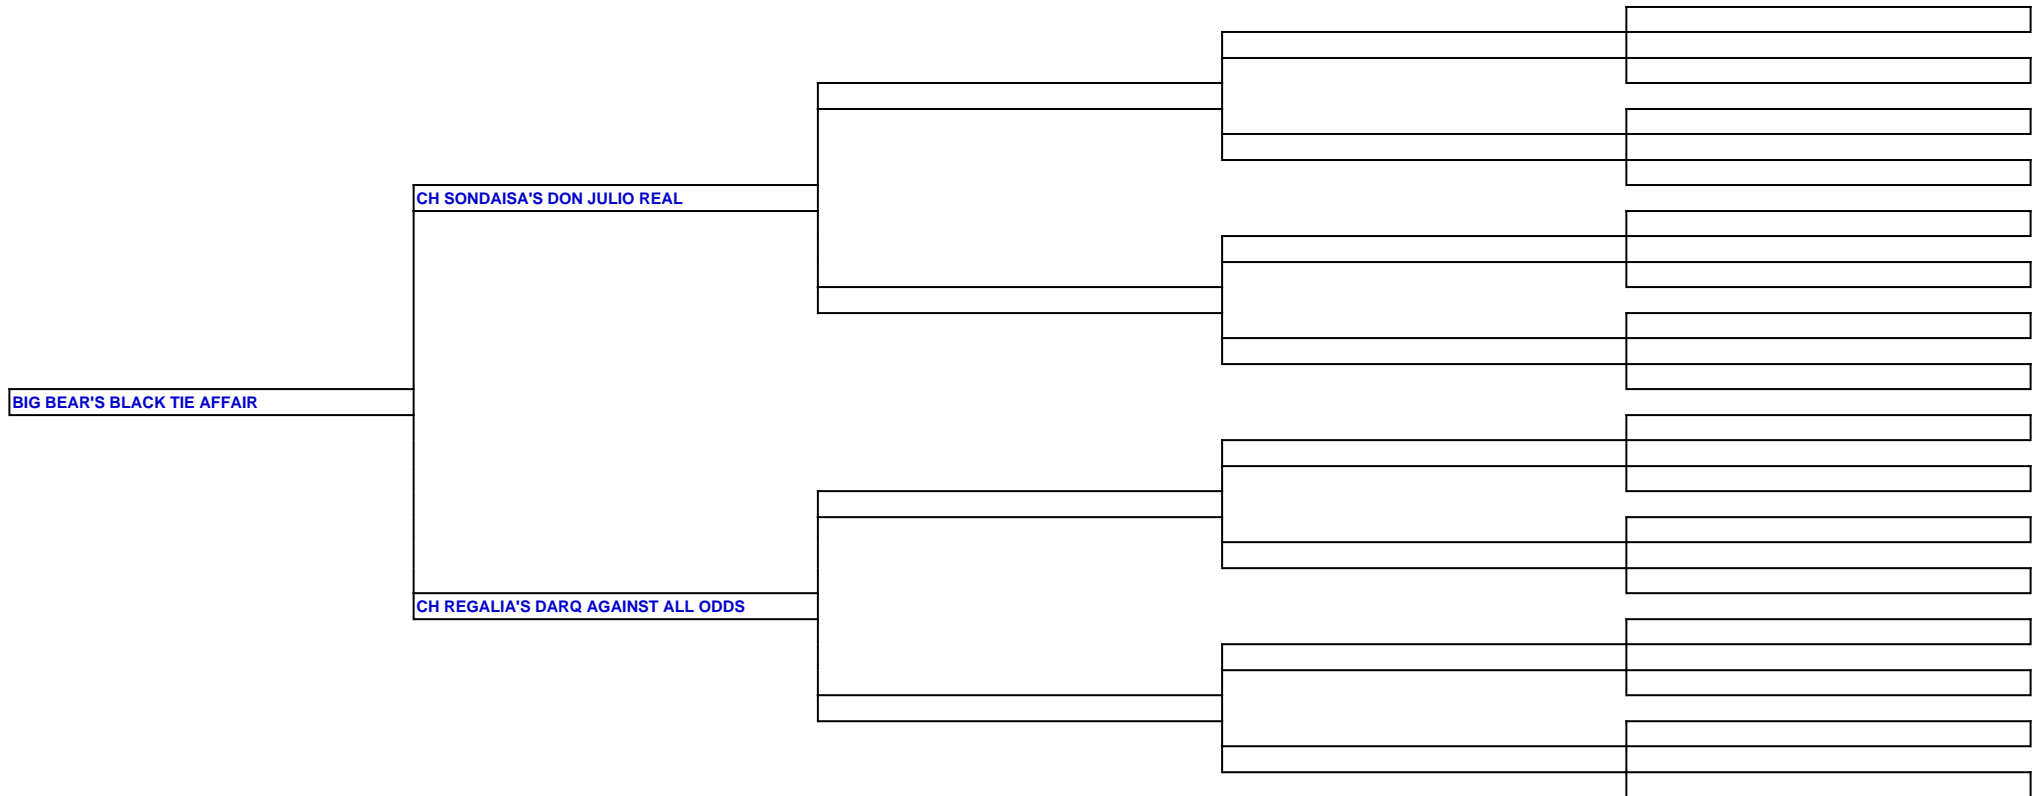 CH SONDAISA'S DON JULIO REAL
BIG BEAR'S BLACK TIE AFFAIR
CH REGALIA'S DARQ AGAINST ALL ODDS